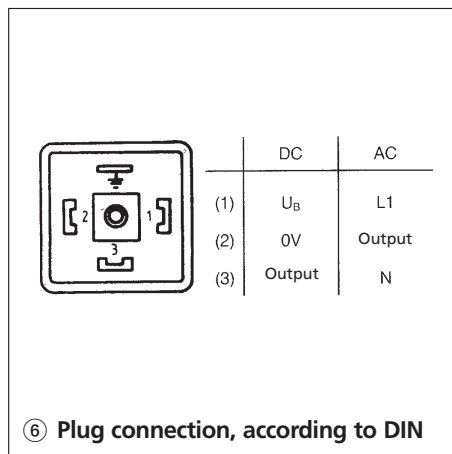 DC AC
(1) U_B L1
2 1
(2) 0V Output
3
(3) Output N
⑥ Plug connection, according to DIN